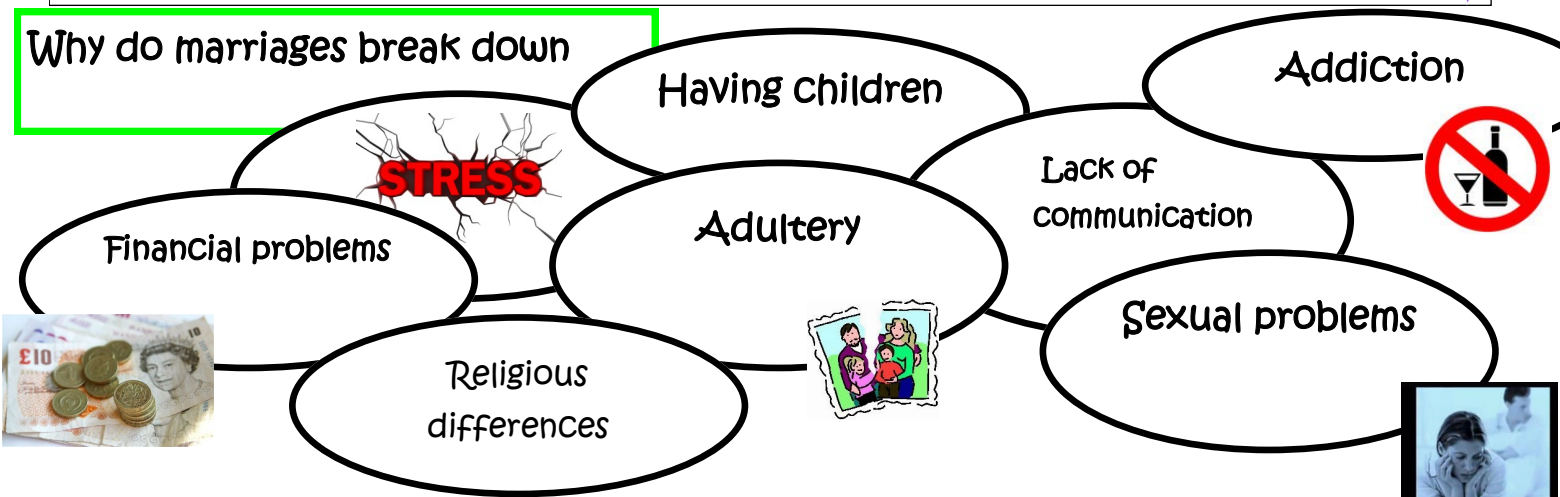 Why do marriages break down
Having children
Addiction
STRESS
Lack of
communication
Adultery
Financial problems
Sexual problems
£10
10
Religious
differences